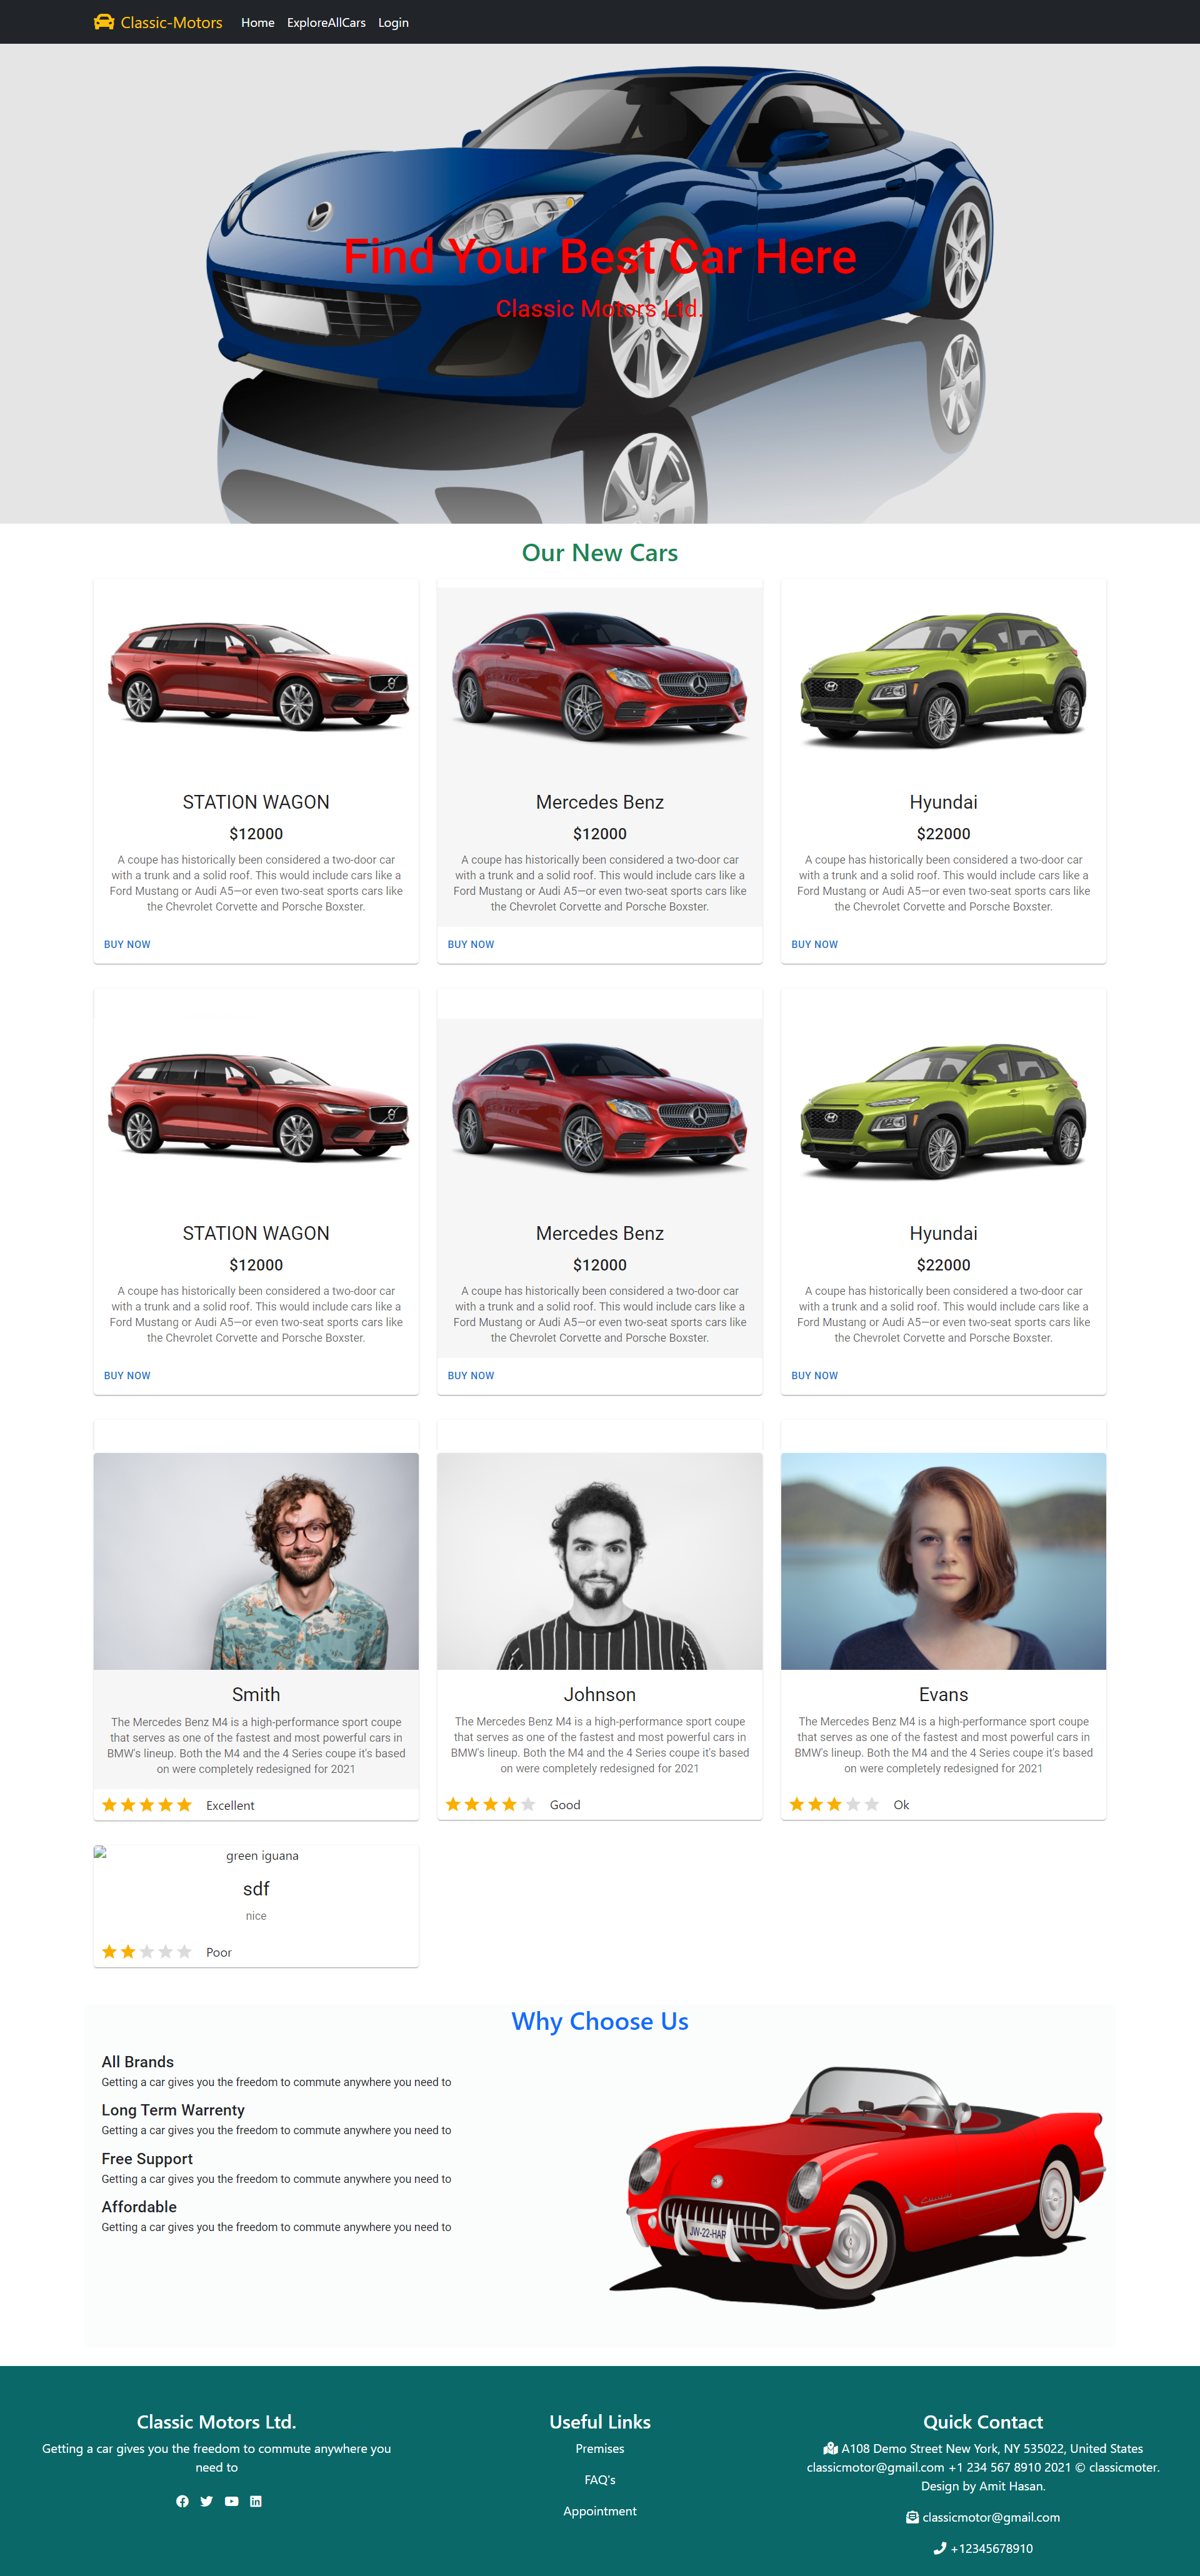 Classic-Motors Home ExploreAllCars Login
Find Your Best Car Here
Classic Motors Ltd.
Our New Cars
STATION WAGON
$12000
A coupe has historically been considered a two-door car
with a trunk and a solid roof. This would include cars like a
Ford Mustang or Audi A5—or even two-seat sports cars like
the Chevrolet Corvette and Porsche Boxster.
BUY NOW
Mercedes Benz
$12000
A coupe has historically been considered a two-door car
with a trunk and a solid roof. This would include cars like a
Ford Mustang or Audi A5—or even two-seat sports cars like
the Chevrolet Corvette and Porsche Boxster.
BUY NOW
Hyundai
$22000
A coupe has historically been considered a two-door car
with a trunk and a solid roof. This would include cars like a
Ford Mustang or Audi A5—or even two-seat sports cars like
the Chevrolet Corvette and Porsche Boxster.
BUY NOW
STATION WAGON
$12000
A coupe has historically been considered a two-door car
with a trunk and a solid roof. This would include cars like a
Ford Mustang or Audi A5—or even two-seat sports cars like
the Chevrolet Corvette and Porsche Boxster.
BUY NOW
Mercedes Benz
$12000
A coupe has historically been considered a two-door car
with a trunk and a solid roof. This would include cars like a
Ford Mustang or Audi A5—or even two-seat sports cars like
the Chevrolet Corvette and Porsche Boxster.
BUY NOW
Hyundai
$22000
A coupe has historically been considered a two-door car
with a trunk and a solid roof. This would include cars like a
Ford Mustang or Audi A5—or even two-seat sports cars like
the Chevrolet Corvette and Porsche Boxster.
BUY NOW
Smith
The Mercedes Benz M4 is a high-performance sport coupe
that serves as one of the fastest and most powerful cars in
BMW's lineup. Both the M4 and the 4 Series coupe it's based
on were completely redesigned for 2021
Excellent
Johnson
The Mercedes Benz M4 is a high-performance sport coupe
that serves as one of the fastest and most powerful cars in
BMW's lineup. Both the M4 and the 4 Series coupe it's based
on were completely redesigned for 2021
Good
Evans
The Mercedes Benz M4 is a high-performance sport coupe
that serves as one of the fastest and most powerful cars in
BMW's lineup. Both the M4 and the 4 Series coupe it's based
on were completely redesigned for 2021
Ok
green iguana
sdf
nice
Poor
Why Choose Us
All Brands
Getting a car gives you the freedom to commute anywhere you need to
Long Term Warrenty
Getting a car gives you the freedom to commute anywhere you need to
Free Support
Getting a car gives you the freedom to commute anywhere you need to
Affordable
Getting a car gives you the freedom to commute anywhere you need to
JW-22-HAR
Classic Motors Ltd.
Getting a car gives you the freedom to commute anywhere you
need to
Useful Links
Premises
FAQ's
Appointment
Quick Contact
A108 Demo Street New York, NY 535022, United States
classicmotor@gmail.com +1 234 567 8910 2021 © classicmoter.
Design by Amit Hasan.
classicmotor@gmail.com
+12345678910